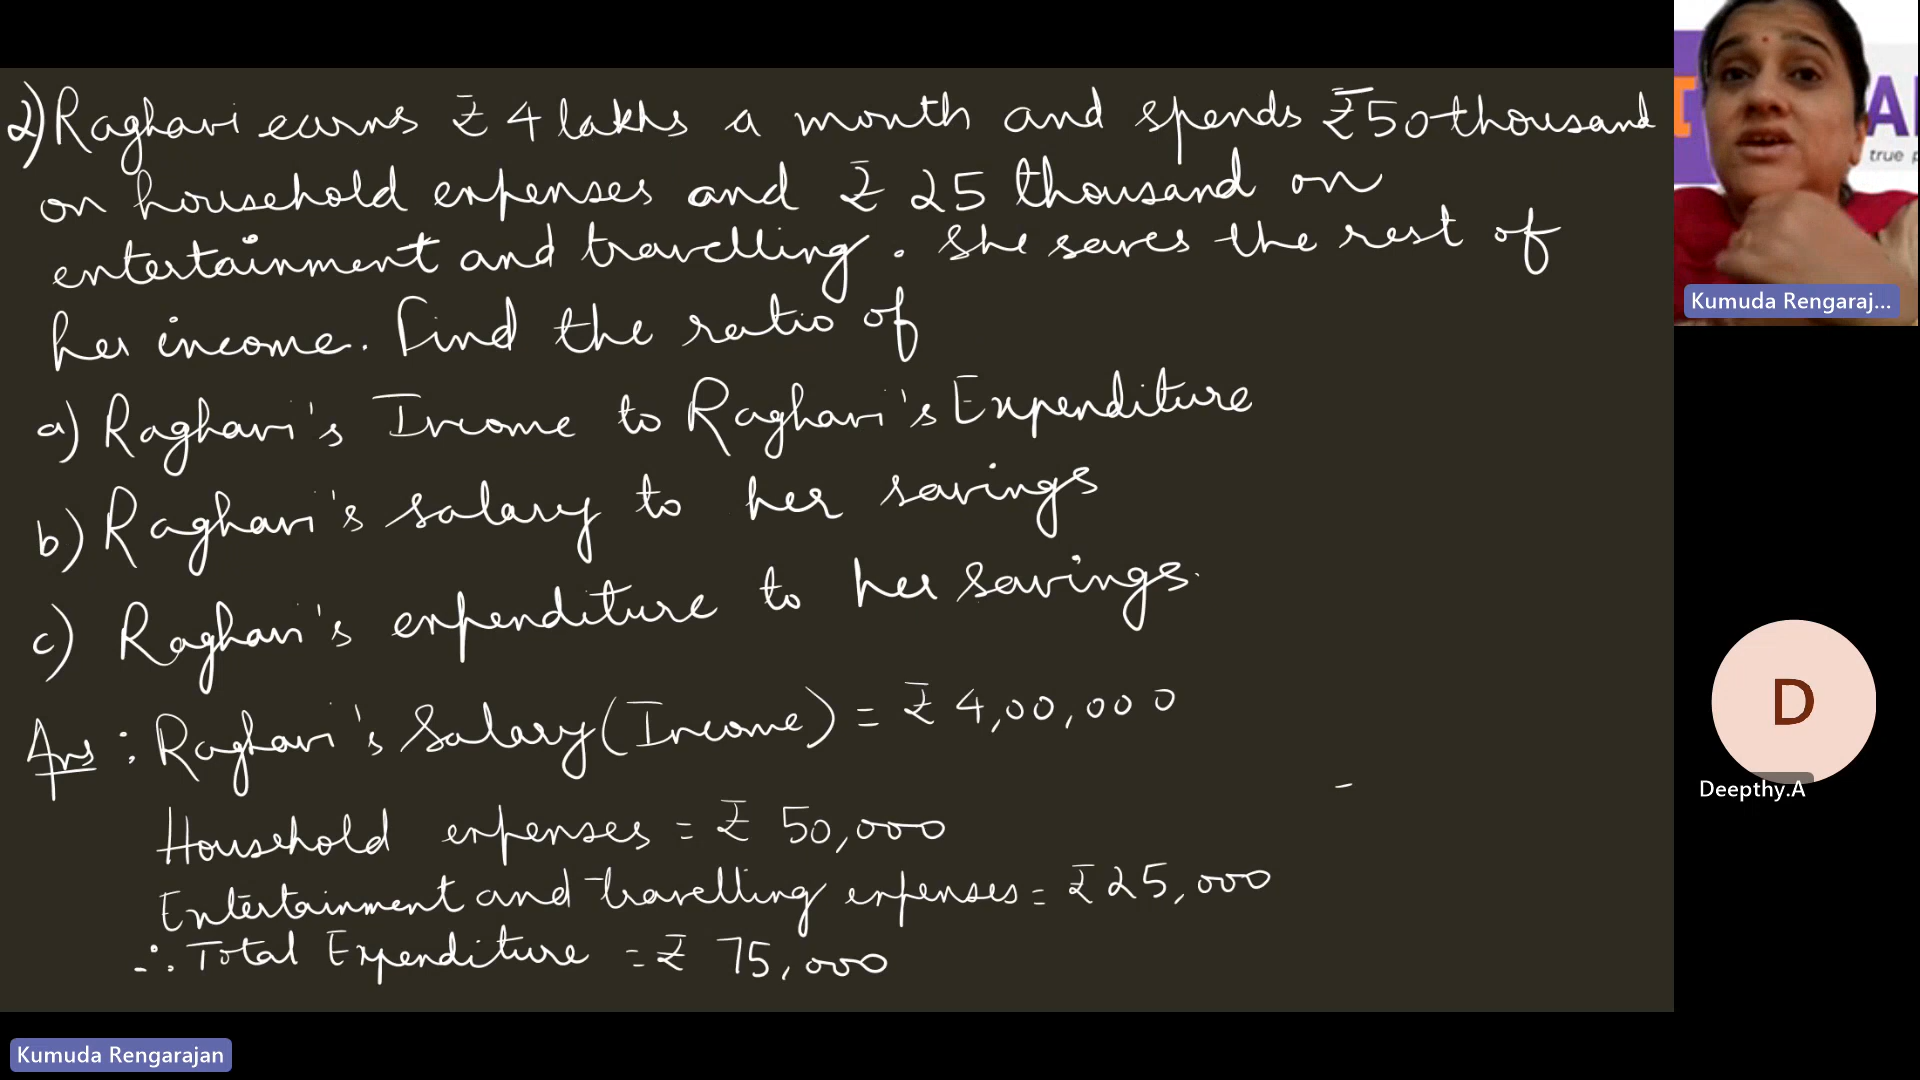 2) Raghavi earns ₹ 4 lakhs a month and spends ₹ 50 thousand
on household expenses and ₹ 25 thousand on
entertainment and travelling. She saves the rest of
her income. Find the ratio of
a) Raghavi's Income to Raghavi's Expenditure
b) Raghavi's salary to her savings
c) Raghavi's expenditure to her savings.
Ans : Raghavi's Salary (Income) = ₹ 4,00,000
Household expenses = ₹ 50,000
Entertainment and travelling expenses = ₹ 25,000
∴ Total Expenditure = ₹ 75,000
true p
Kumuda Rengaraj...
D
Deepthy.A
Kumuda Rengarajan